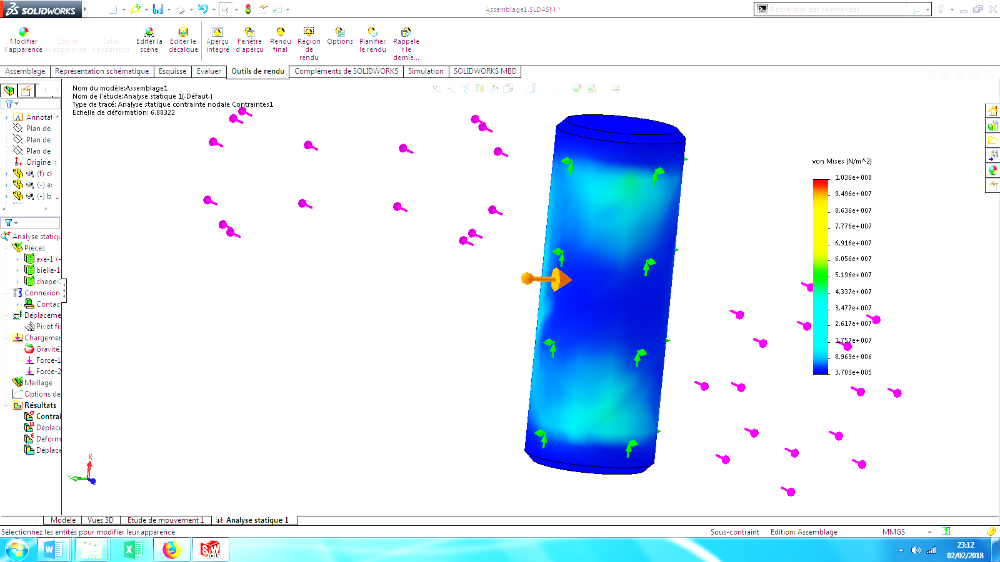 SOLIDWORKS
Assemblage1.SLDASM *
Rechercher des commandes
Modifier l'apparence
Copier l'apparence
Coller l'apparence
Editer la scène
Editer le décalque
Aperçu intégré
Fenêtre d'aperçu
Rendu final
Région de rendu
Options
Planifier le rendu
Rappeler le dernie...
Assemblage
Représentation schématique
Esquisse
Evaluer
Outils de rendu
Compléments de SOLIDWORKS
Simulation
SOLIDWORKS MBD
Nom du modèle:Assemblage1
Nom de l'étude:Analyse statique 1(-Défaut-)
Type de tracé: Analyse statique contrainte nodale Contraintes1
Echelle de déformation: 6.88322
Annotat
Plan de
Plan de
Plan de
Origine
(f) ch
(-) ax
(-) b
Analyse statiqu
Pièces
axe-1 (-
bielle-1
chape-
Connexion
Contac
Déplaceme
Pivot fix
Chargemer
Gravité
Force-1
Force-2
Maillage
Options de
Résultats
Contrai
Déplace
Déform
Déplace
von Mises (N/m^2)
1.036e+008
9.496e+007
8.636e+007
7.776e+007
6.916e+007
6.056e+007
5.196e+007
4.337e+007
3.477e+007
2.617e+007
1.757e+007
8.969e+006
3.703e+005
X
Y
Z
Modèle
Vues 3D
Etude de mouvement 1
Analyse statique 1
Sélectionnez les entités pour modifier leur apparence
Sous-contraint
Edition: Assemblage
MMGS
23:12
02/02/2018